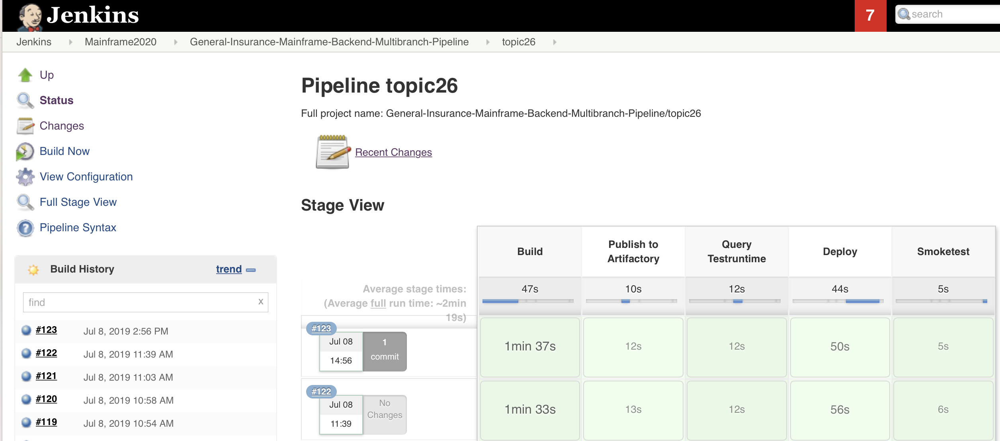 Jenkins
7
search
Jenkins Mainframe2020 General-Insurance-Mainframe-Backend-Multibranch-Pipeline topic26
Up
Status
Changes
Build Now
View Configuration
Full Stage View
Pipeline Syntax
Build History trend
find x
#123 Jul 8, 2019 2:56 PM
#122 Jul 8, 2019 11:39 AM
#121 Jul 8, 2019 11:03 AM
#120 Jul 8, 2019 10:58 AM
#119 Jul 8, 2019 10:54 AM
Pipeline topic26
Full project name: General-Insurance-Mainframe-Backend-Multibranch-Pipeline/topic26
Recent Changes
Stage View
Build
Publish to
Artifactory
Query
Testruntime
Deploy
Smoketest
Average stage times:
(Average full run time: ~2min
19s)
47s 10s 12s 44s 5s
#123
Jul 08
14:56
1
commit
1min 37s 12s 12s 50s 5s
#122
Jul 08
11:39
No
Changes
1min 33s 13s 12s 56s 6s